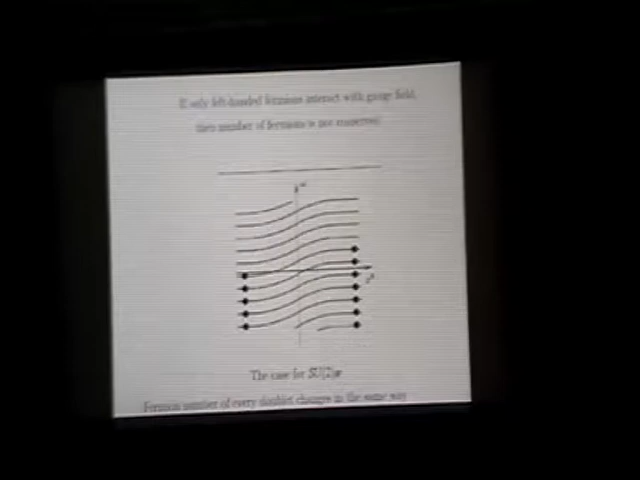 If only left-handed fermions interact with gauge field,
then number of fermions is not conserved
The case for SU(2)W
Fermion number of every doublet changes in the same way